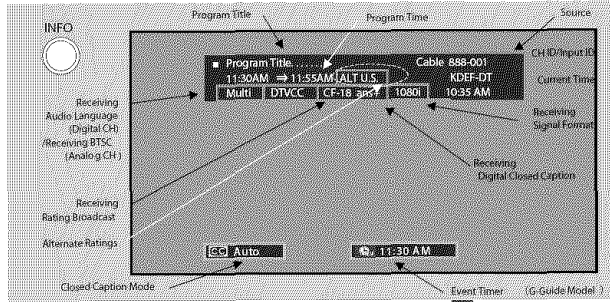 INFO
Program Title
Program Time
Source
Program Title........
Cable 888-001
CH ID/Input ID
11:30AM ⇒ 11:55AM ALT U.S.
KDEF-DT
Current Time
Multi DTVCC CF-18 1080i
10:35 AM
Receiving
Audio Language
(Digital CH)
/Receiving BTSC
(Analog CH)
Receiving
Signal Format
Receiving
Digital Closed Caption
Receiving
Rating Broadcast
Alternate Ratings
CC Auto
11:30 AM
Closed Caption Mode
Event Timer (G-Guide Model)